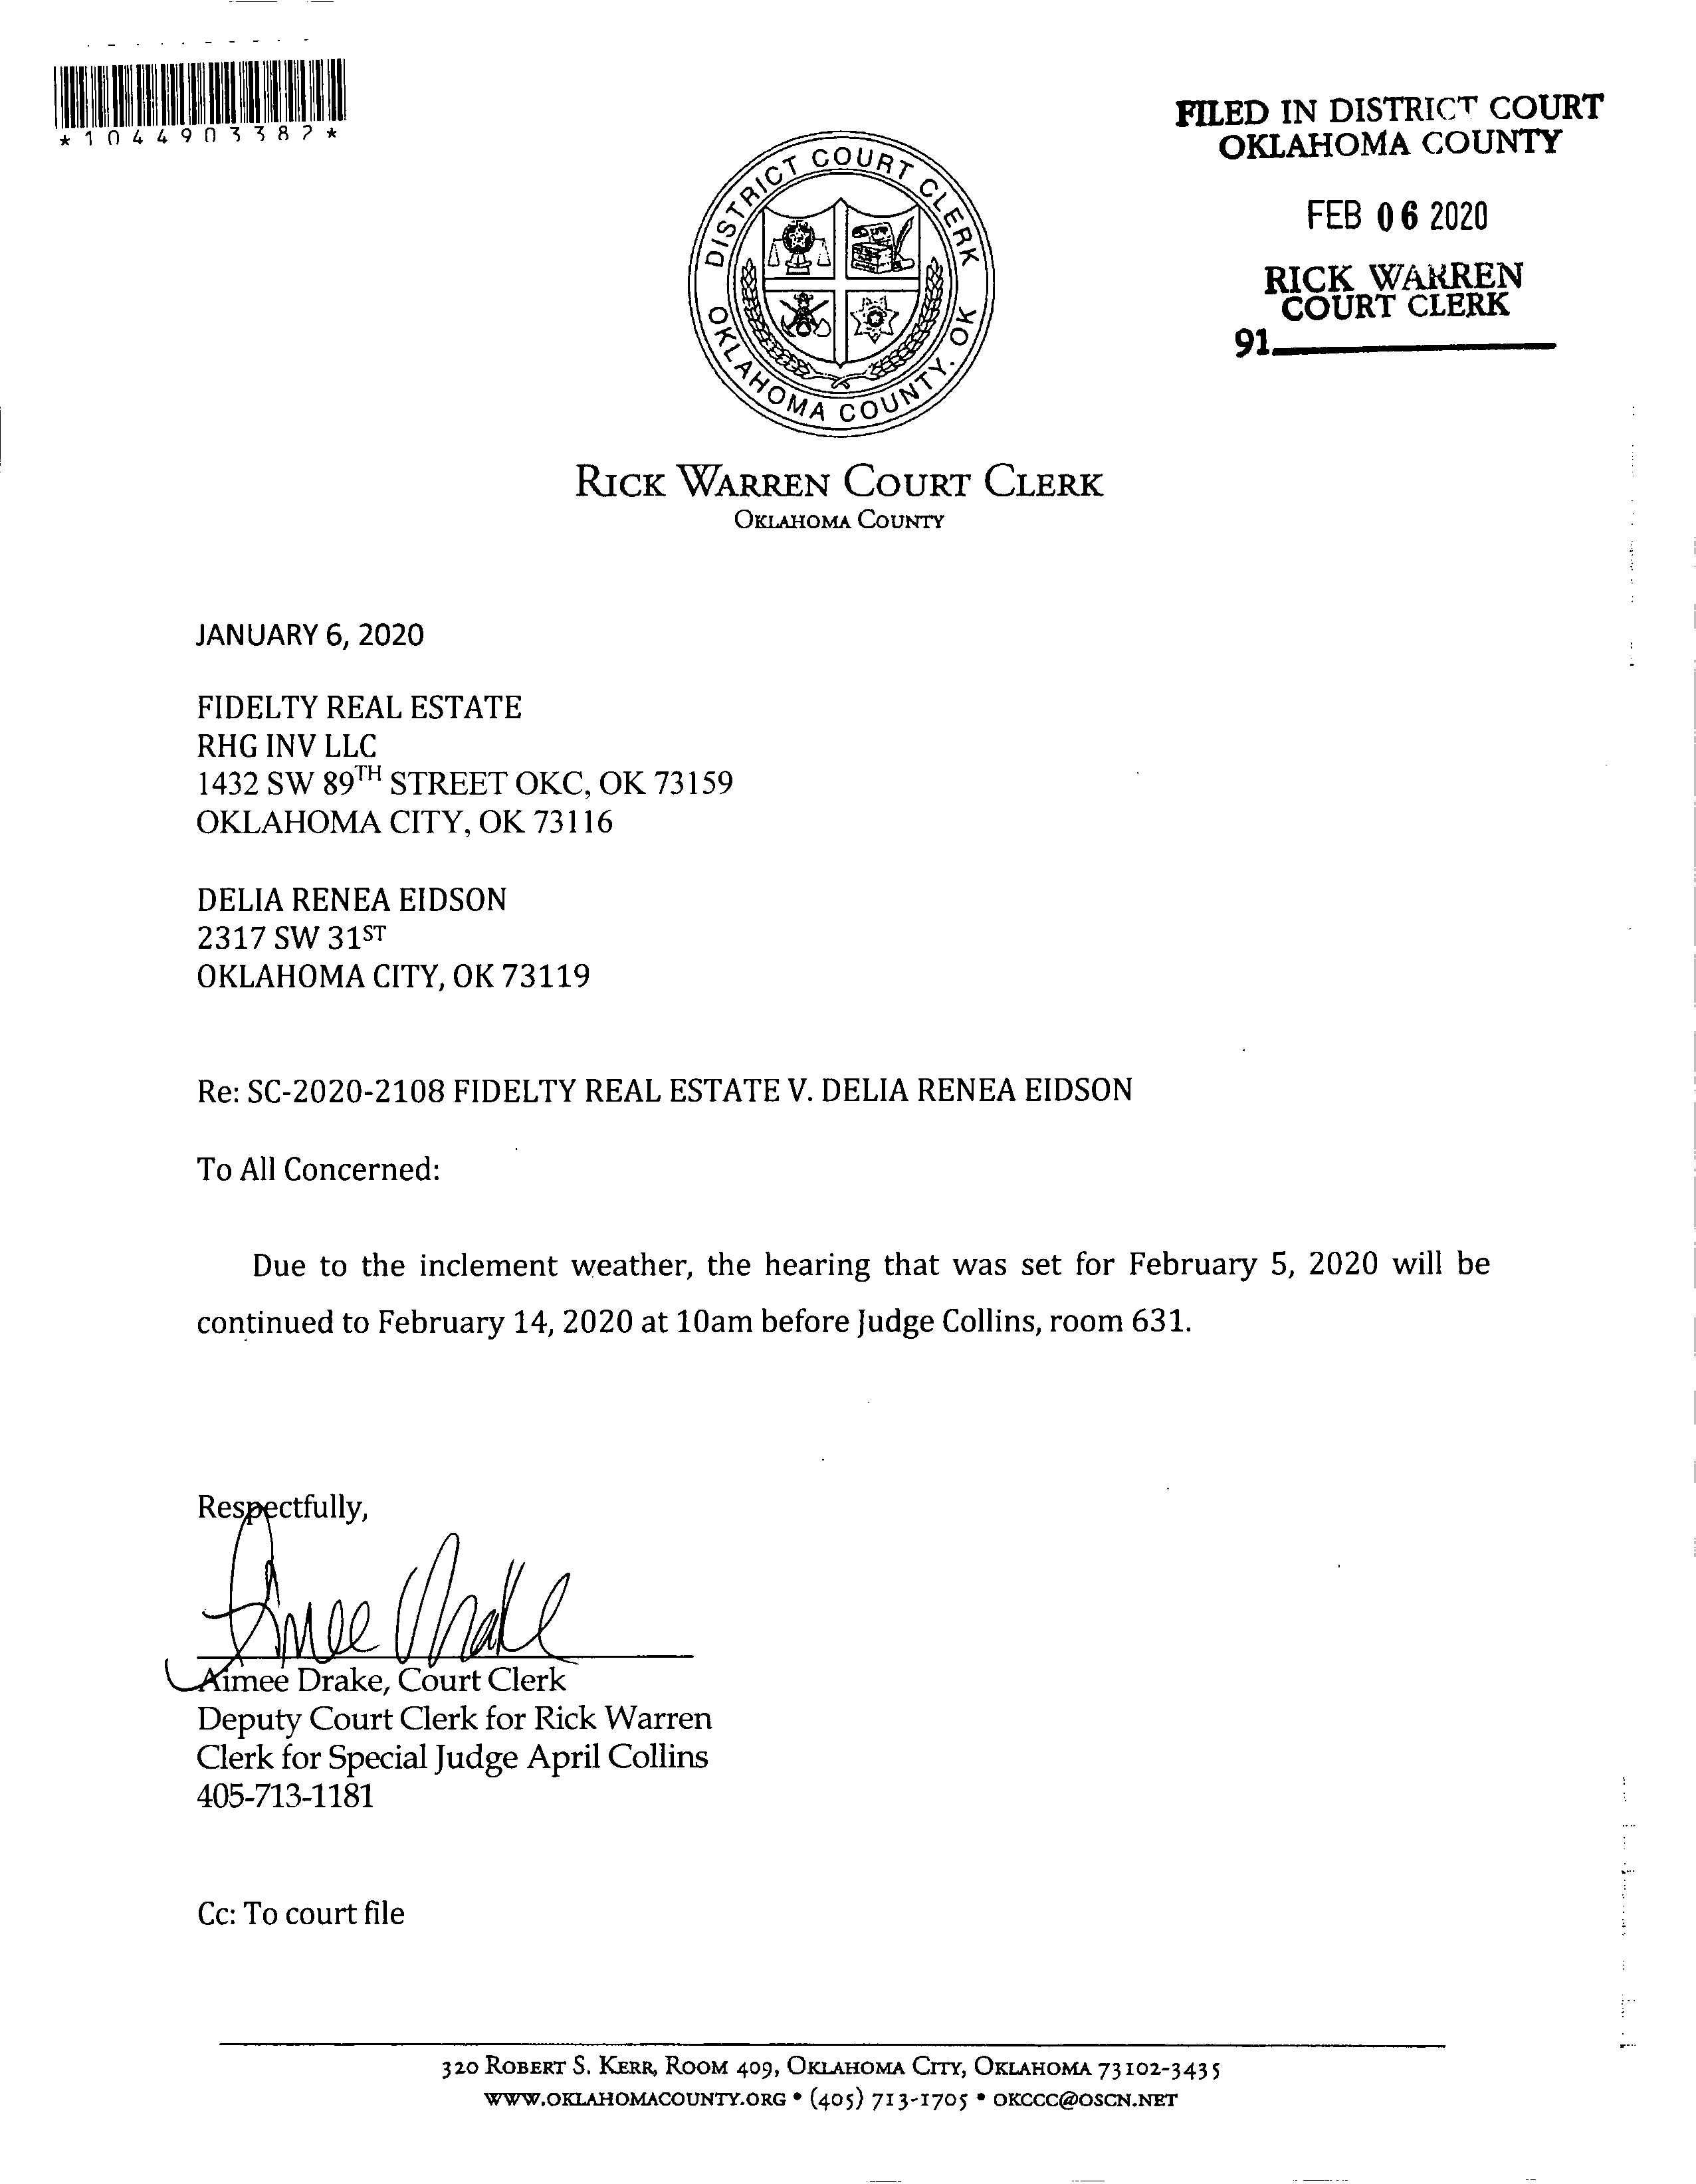 *1044903382*
FILED IN DISTRICT COURT
OKLAHOMA COUNTY
FEB 06 2020
RICK WARREN
COURT CLERK
91
DISTRICT COURT CLERK
OKLAHOMA COUNTY, OK
RICK WARREN COURT CLERK
OKLAHOMA COUNTY
JANUARY 6, 2020
FIDELTY REAL ESTATE
RHG INV LLC
1432 SW 89TH STREET OKC, OK 73159
OKLAHOMA CITY, OK 73116
DELIA RENEA EIDSON
2317 SW 31ST
OKLAHOMA CITY, OK 73119
Re: SC-2020-2108 FIDELTY REAL ESTATE V. DELIA RENEA EIDSON
To All Concerned:
Due to the inclement weather, the hearing that was set for February 5, 2020 will be
continued to February 14, 2020 at 10am before Judge Collins, room 631.
Respectfully,
Aimee Drake
Aimee Drake, Court Clerk
Deputy Court Clerk for Rick Warren
Clerk for Special Judge April Collins
405-713-1181
Cc: To court file
320 ROBERT S. KERR, ROOM 409, OKLAHOMA CITY, OKLAHOMA 73102-3435
WWW.OKLAHOMACOUNTY.ORG • (405) 713-1705 • OKCCC@OSCN.NET